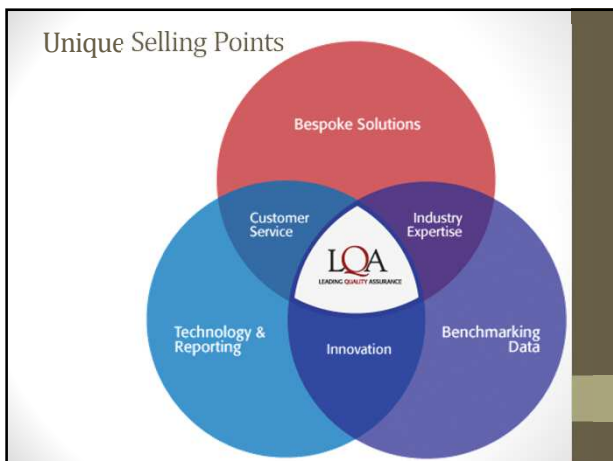 Unique Selling Points
Bespoke Solutions
Customer
Service
Industry
Expertise
LQA
LEADING QUALITY ASSURANCE
Technology &
Reporting
Innovation
Benchmarking
Data